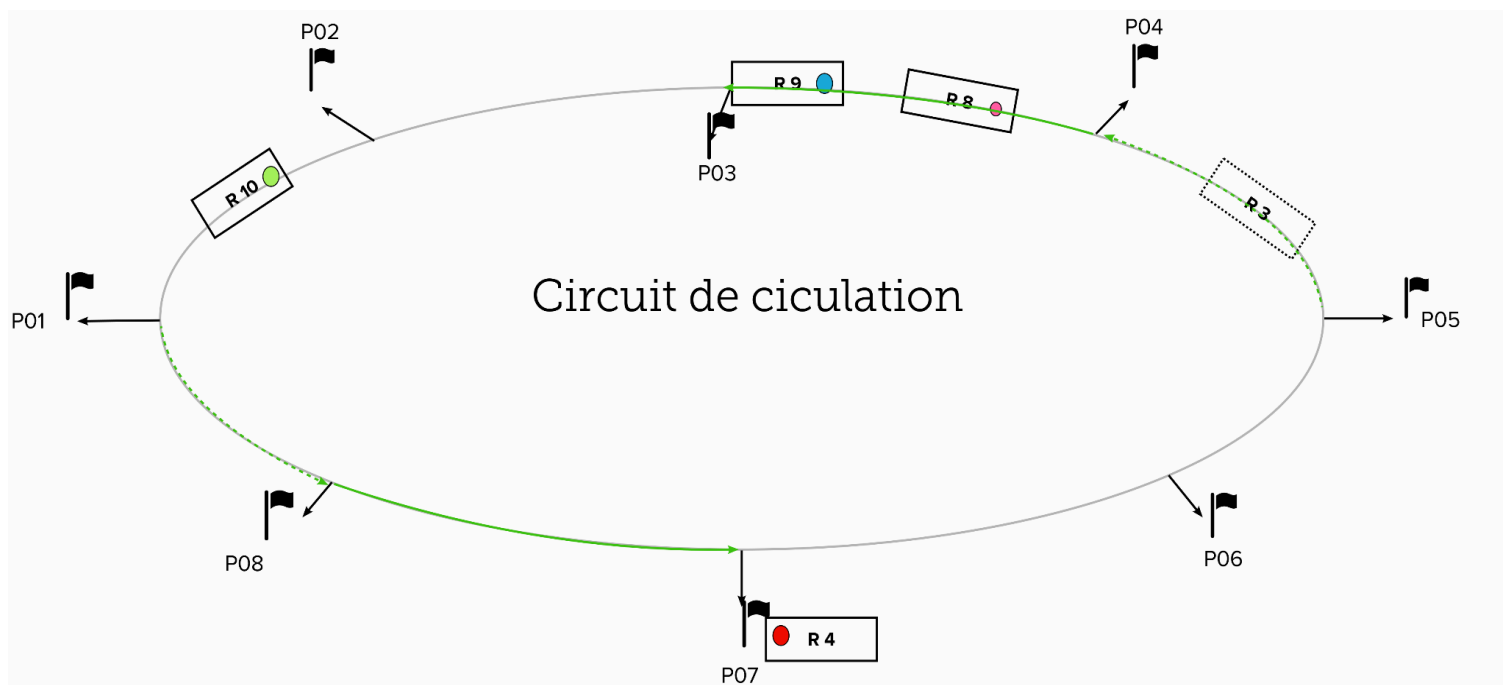 P02
P04
R 9
R 8
P03
R 10
R 3
Circuit de ciculation
P01
P05
P08
P06
R 4
P07